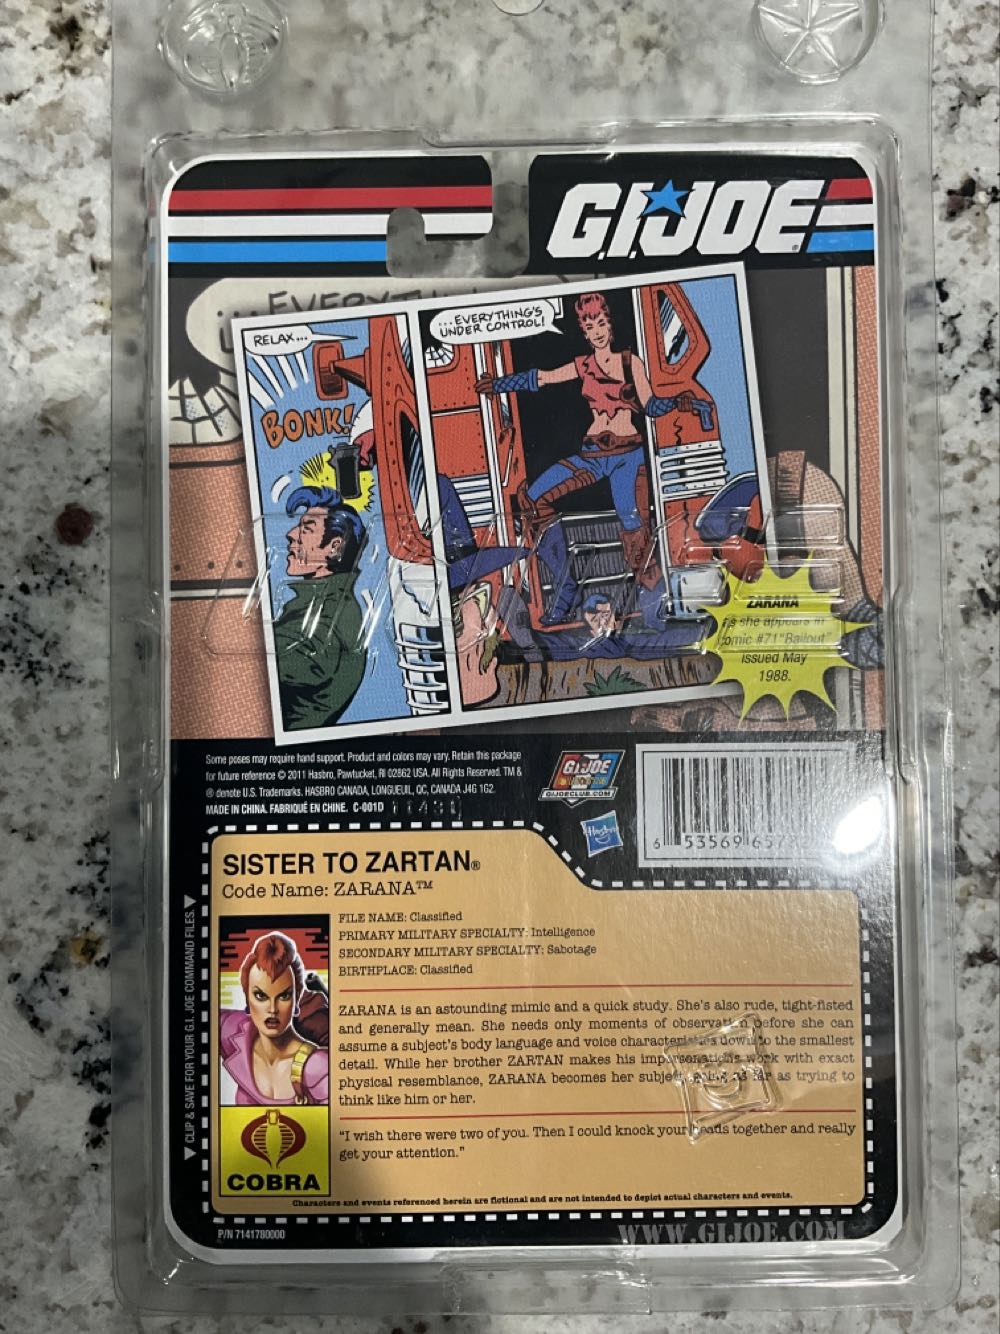 G.I.JOE
RELAX...
...EVERYTHING'S
UNDER CONTROL!
BONK!
ZARANA
As she appears in
comic #71 "Bailout"
issued May
1988.
Some poses may require hand support. Product and colors may vary. Retain this package
for future reference © 2011 Hasbro, Pawtucket, RI 02862 USA. All Rights Reserved. TM &
® denote U.S. Trademarks. HASBRO CANADA, LONGUEUIL, QC, CANADA J4G 1G2.
MADE IN CHINA. FABRIQUÉ EN CHINE. C-001D
G.I.JOE
GIJOECLUB.COM
Hasbro
6 53569 657
SISTER TO ZARTAN®
Code Name: ZARANA™
FILE NAME: Classified
PRIMARY MILITARY SPECIALTY: Intelligence
SECONDARY MILITARY SPECIALTY: Sabotage
BIRTHPLACE: Classified
ZARANA is an astounding mimic and a quick study. She's also rude, tight-fisted
and generally mean. She needs only moments of observation before she can
assume a subject's body language and voice characteristics down to the smallest
detail. While her brother ZARTAN makes his impersonations work with exact
physical resemblance, ZARANA becomes her subject, going as far as trying to
think like him or her.
"I wish there were two of you. Then I could knock your heads together and really
get your attention."
COBRA
Characters and events referenced herein are fictional and are not intended to depict actual characters and events.
▼ CLIP & SAVE FOR YOUR G.I. JOE COMMAND FILES. ▼
P/N 7141780000
WWW.GIJOE.COM